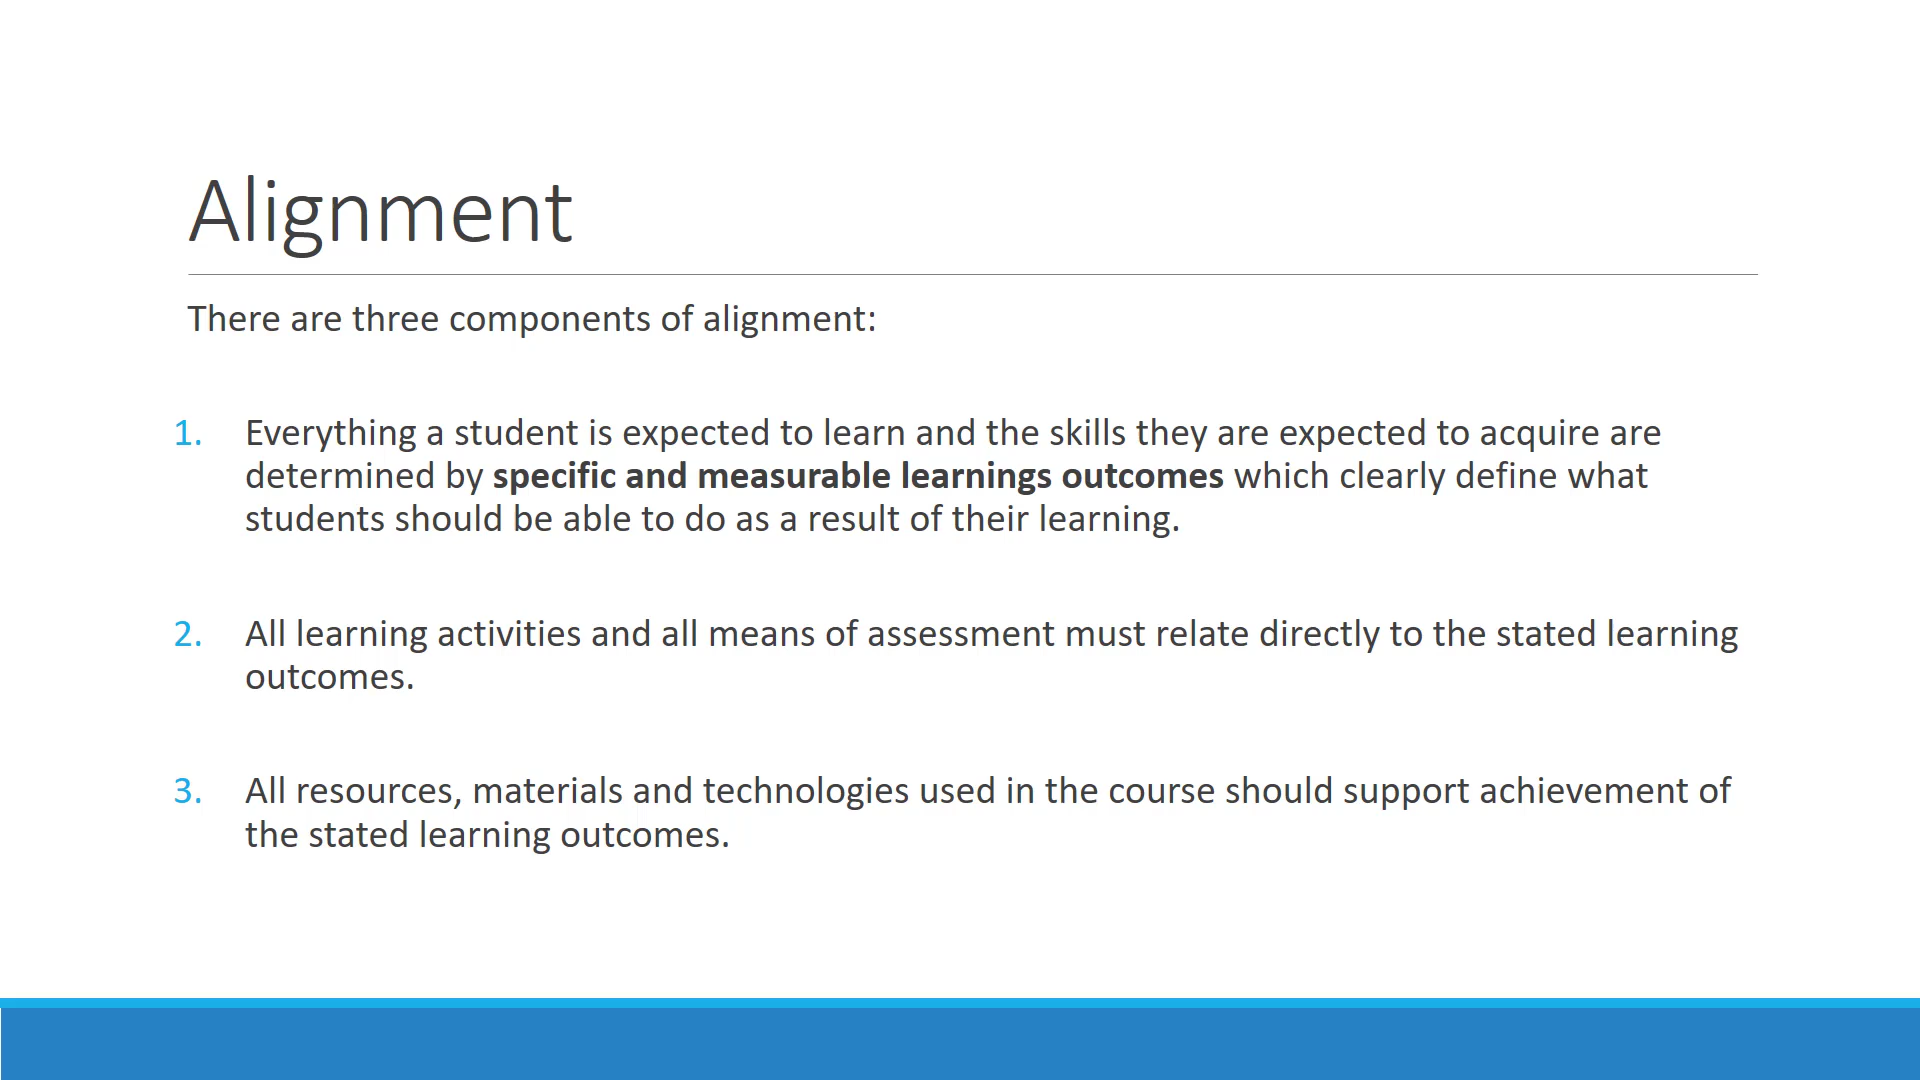 Alignment
There are three components of alignment:
1. Everything a student is expected to learn and the skills they are expected to acquire are
determined by specific and measurable learnings outcomes which clearly define what
students should be able to do as a result of their learning.
2. All learning activities and all means of assessment must relate directly to the stated learning
outcomes.
3. All resources, materials and technologies used in the course should support achievement of
the stated learning outcomes.